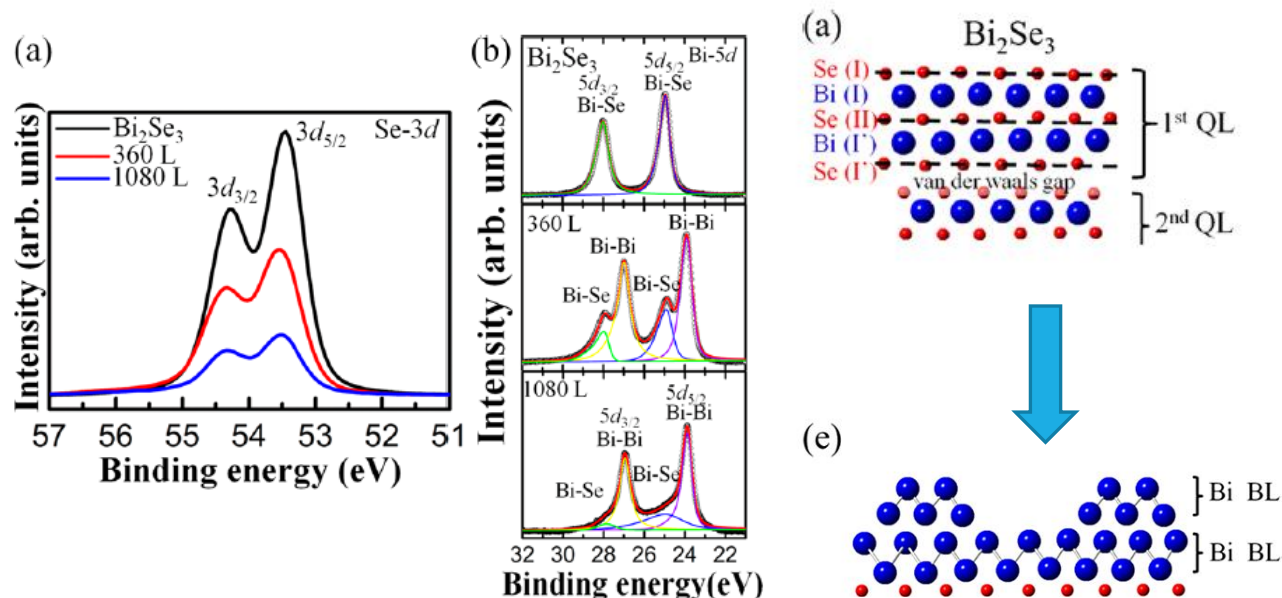 (a)
Bi2Se3
360 L
1080 L
Se-3d
3d5/2
3d3/2
Intensity (arb. units)
57 56 55 54 53 52 51
Binding energy (eV)
(b)
Bi2Se3
Bi-5d
5d3/2
Bi-Se
5d5/2
Bi-Se
360 L
Bi-Bi
Bi-Bi
Bi-Se
Bi-Se
1080 L
5d3/2
Bi-Bi
5d5/2
Bi-Bi
Bi-Se
Bi-Se
Intensity (arb. units)
32 30 28 26 24 22
Binding energy(eV)
(a)
Bi2Se3
Se (I)
Bi (I)
Se (II)
Bi (I')
Se (I')
1st QL
van der waals gap
2nd QL
(e)
Bi BL
Bi BL